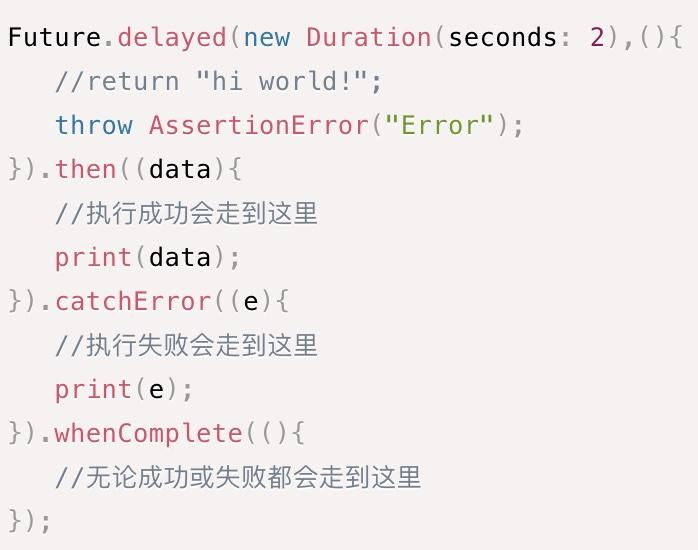 Future.delayed(new Duration(seconds: 2),(){
   //return "hi world!";
   throw AssertionError("Error");
}).then((data){
   //执行成功会走到这里
   print(data);
}).catchError((e){
   //执行失败会走到这里
   print(e);
}).whenComplete((){
   //无论成功或失败都会走到这里
});